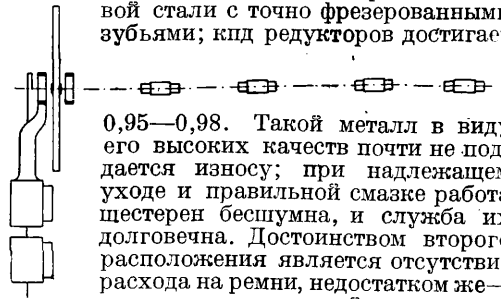 вой стали с точно фрезерованными
зубьями; кпд редукторов достигает
0,95—0,98. Такой металл в виду
его высоких качеств почти не под-
дается износу; при надлежащем
уходе и правильной смазке работа
шестерен бесшумна, и служба их
долговечна. Достоинством второго
расположения является отсутстви
расхода на ремни, недостатком же—